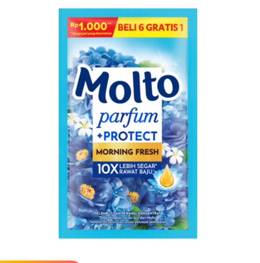 Rp1.000
BELI 6 GRATIS 1
Molto
parfum
+PROTECT
MORNING FRESH
10X LEBIH SEGAR*
RAWAT BAJU